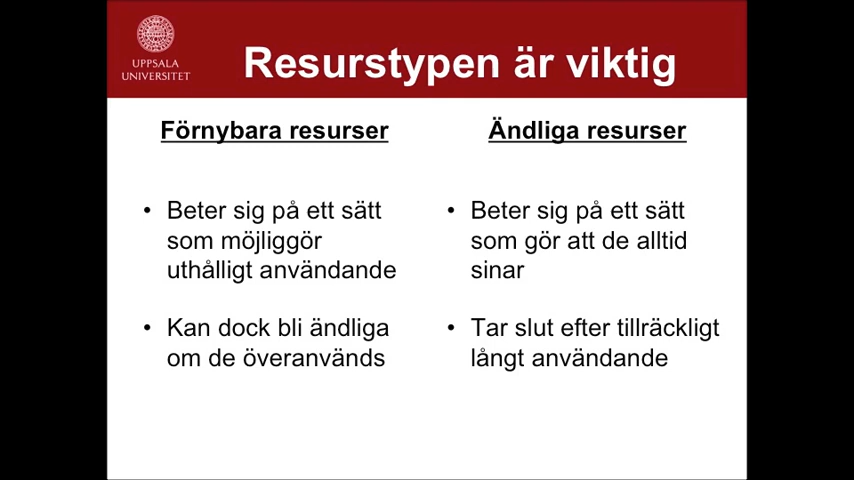 UPPSALA
UNIVERSITET
Resurstypen är viktig
Förnybara resurser
• Beter sig på ett sätt
som möjliggör
uthålligt användande
• Kan dock bli ändliga
om de överanvänds
Ändliga resurser
• Beter sig på ett sätt
som gör att de alltid
sinar
• Tar slut efter tillräckligt
långt användande